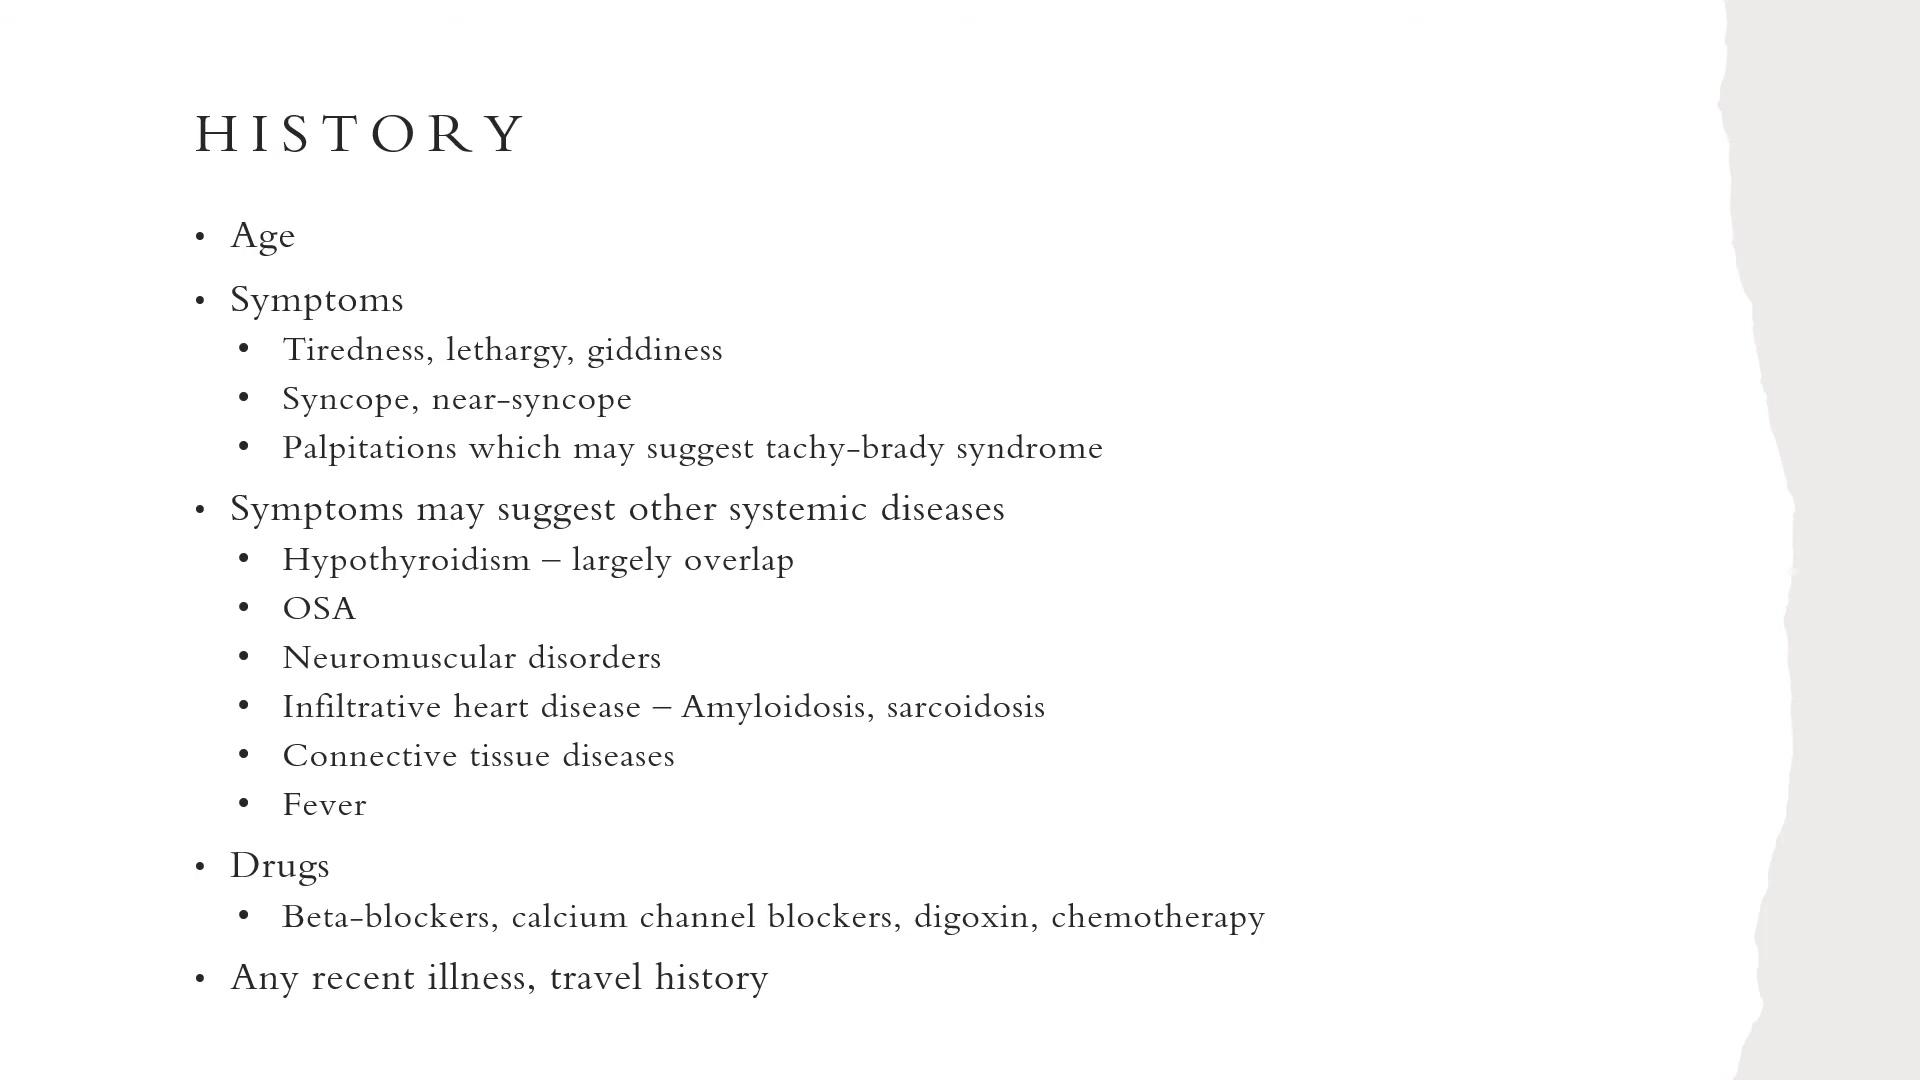 HISTORY
• Age
• Symptoms
• Tiredness, lethargy, giddiness
• Syncope, near-syncope
• Palpitations which may suggest tachy-brady syndrome
• Symptoms may suggest other systemic diseases
• Hypothyroidism – largely overlap
• OSA
• Neuromuscular disorders
• Infiltrative heart disease – Amyloidosis, sarcoidosis
• Connective tissue diseases
• Fever
• Drugs
• Beta-blockers, calcium channel blockers, digoxin, chemotherapy
• Any recent illness, travel history